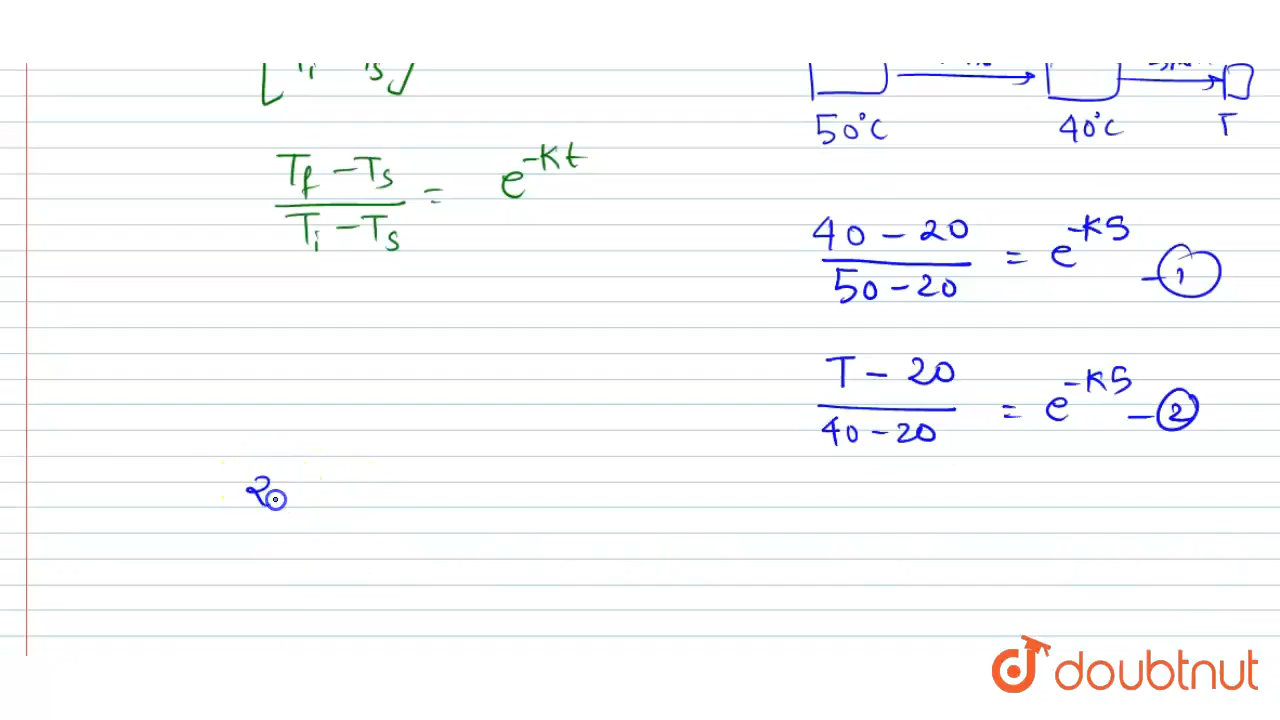 Tf - Ts
Ti - Ts
= e^-Kt
50°C
40°C
T
40 - 20
50 - 20
= e^-K5
- 1
T - 20
40 - 20
= e^-K5
- 2
20
doubtnut